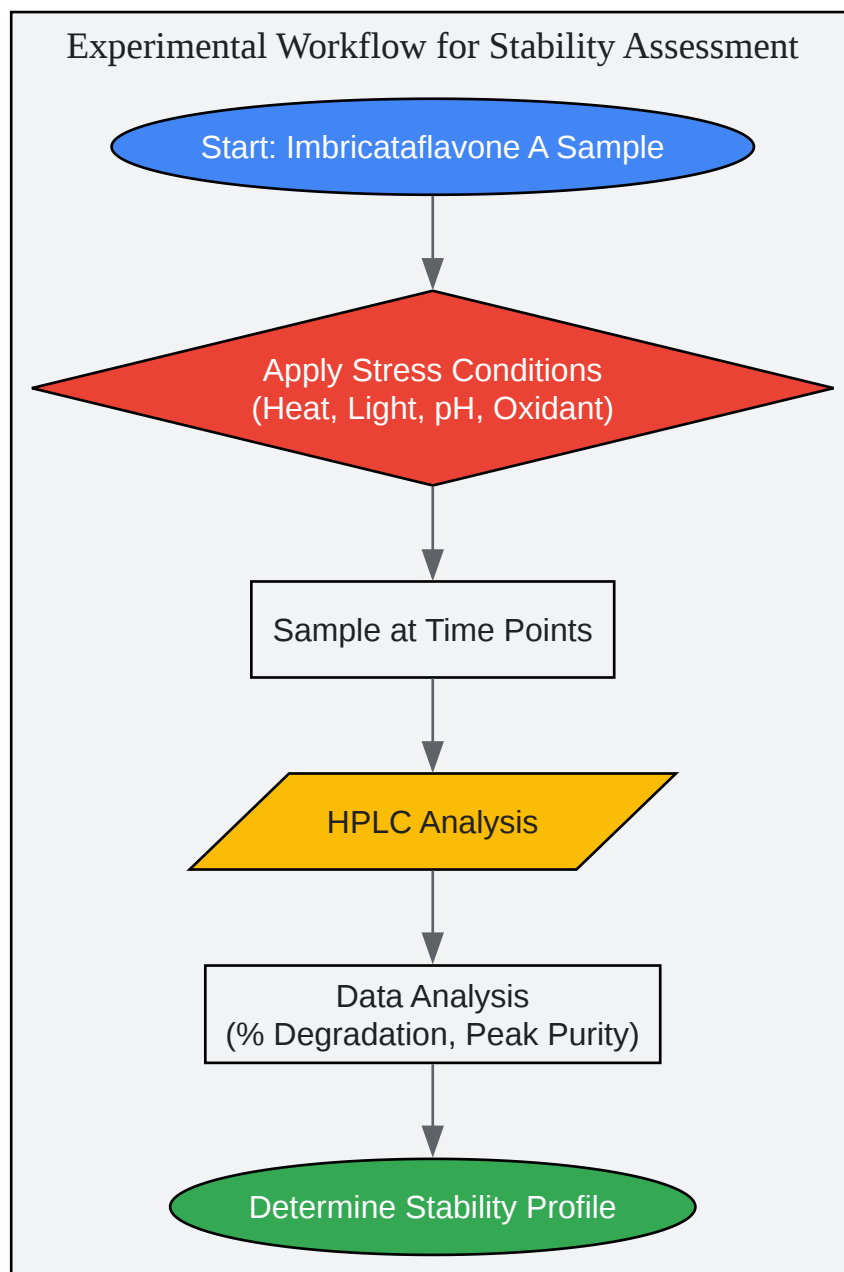 Experimental Workflow for Stability Assessment
Start: Imbricataflavone A Sample
Apply Stress Conditions
(Heat, Light, pH, Oxidant)
Sample at Time Points
HPLC Analysis
Data Analysis
(% Degradation, Peak Purity)
Determine Stability Profile